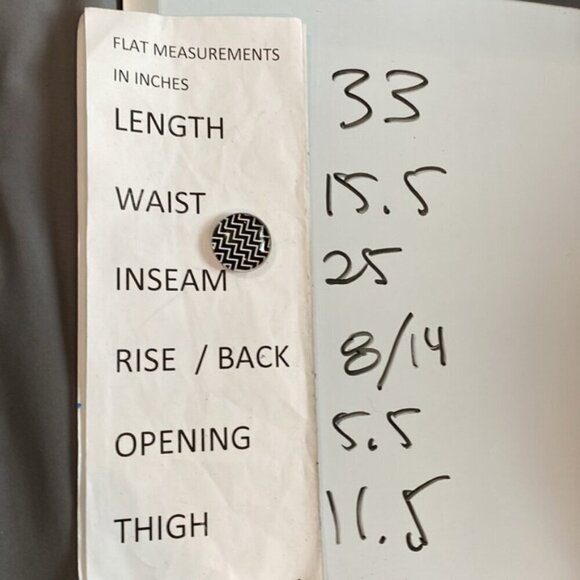 FLAT MEASUREMENTS
IN INCHES
LENGTH 33
WAIST 15.5
INSEAM 25
RISE / BACK 8/14
OPENING 5.5
THIGH 11.5